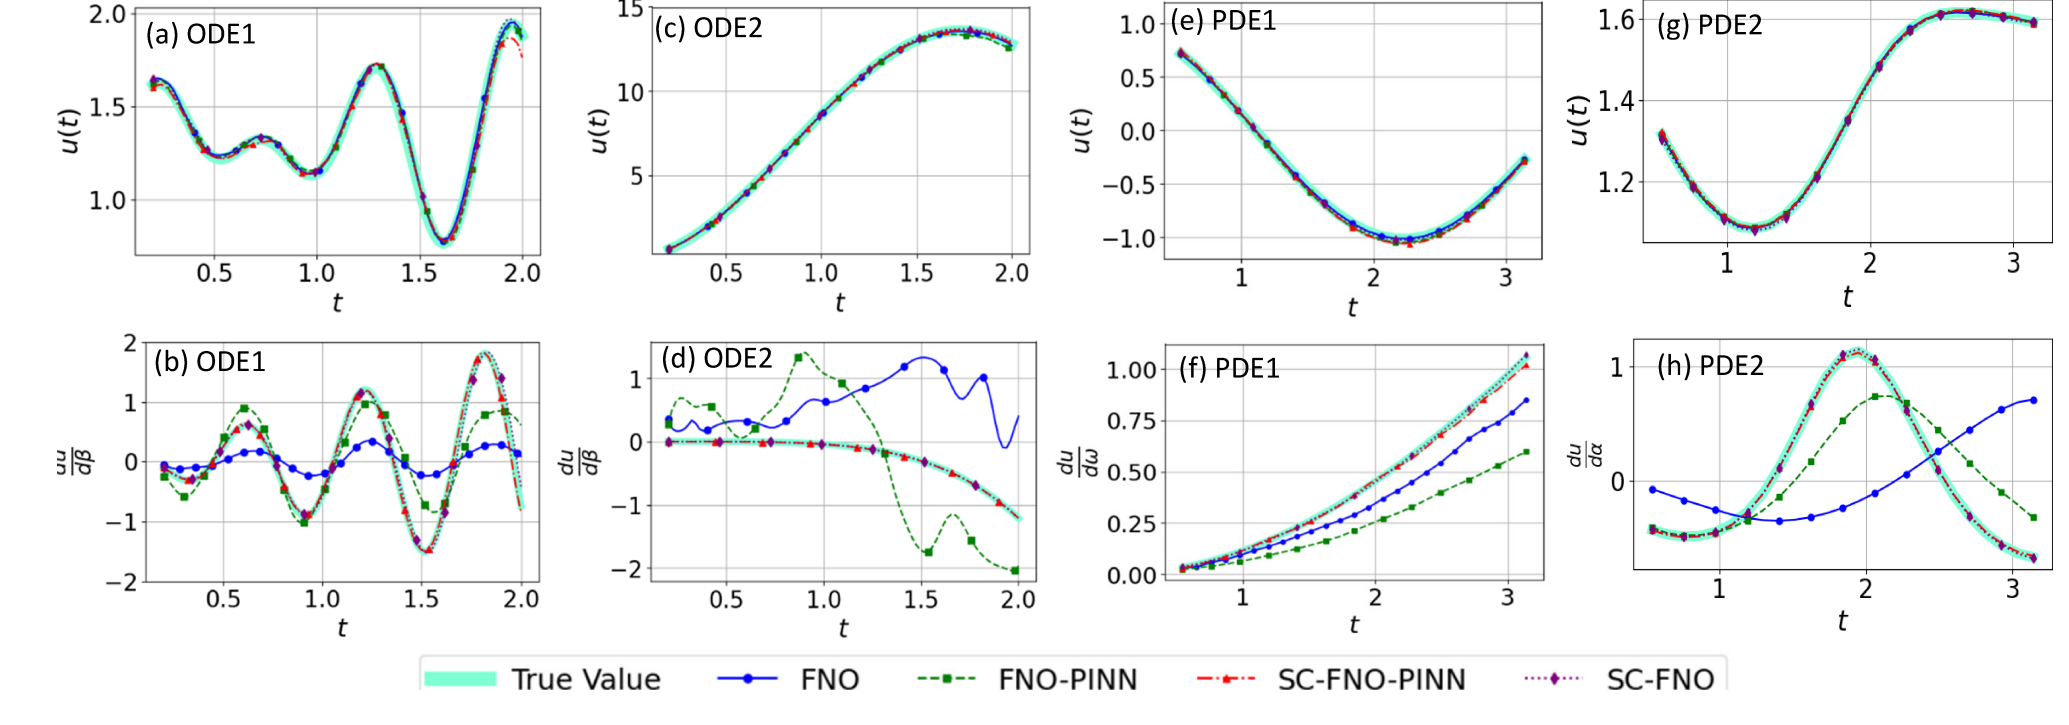 (a) ODE1
u(t)
2.0
1.5
1.0
0.5 1.0 1.5 2.0
t
(c) ODE2
u(t)
15
10
5
0.5 1.0 1.5 2.0
t
(e) PDE1
u(t)
1.0
0.5
0.0
−0.5
−1.0
1 2 3
t
(g) PDE2
u(t)
1.6
1.4
1.2
1 2 3
t
(b) ODE1
du/dβ
2
1
0
−1
−2
0.5 1.0 1.5 2.0
t
(d) ODE2
du/dβ
1
0
−1
−2
0.5 1.0 1.5 2.0
t
(f) PDE1
du/dω
1.00
0.75
0.50
0.25
0.00
1 2 3
t
(h) PDE2
du/dα
1
0
1 2 3
t
True Value FNO FNO-PINN SC-FNO-PINN SC-FNO